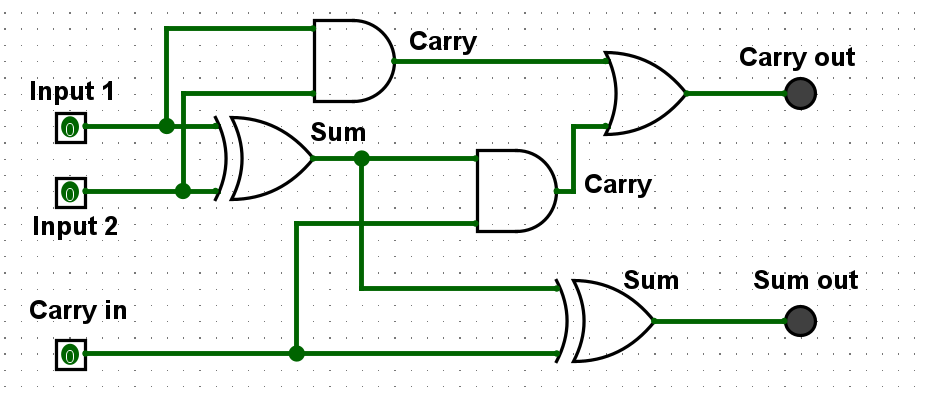 Carry
Carry out
Input 1
0
Sum
Input 2
0
Carry
Carry in
0
Sum
Sum out